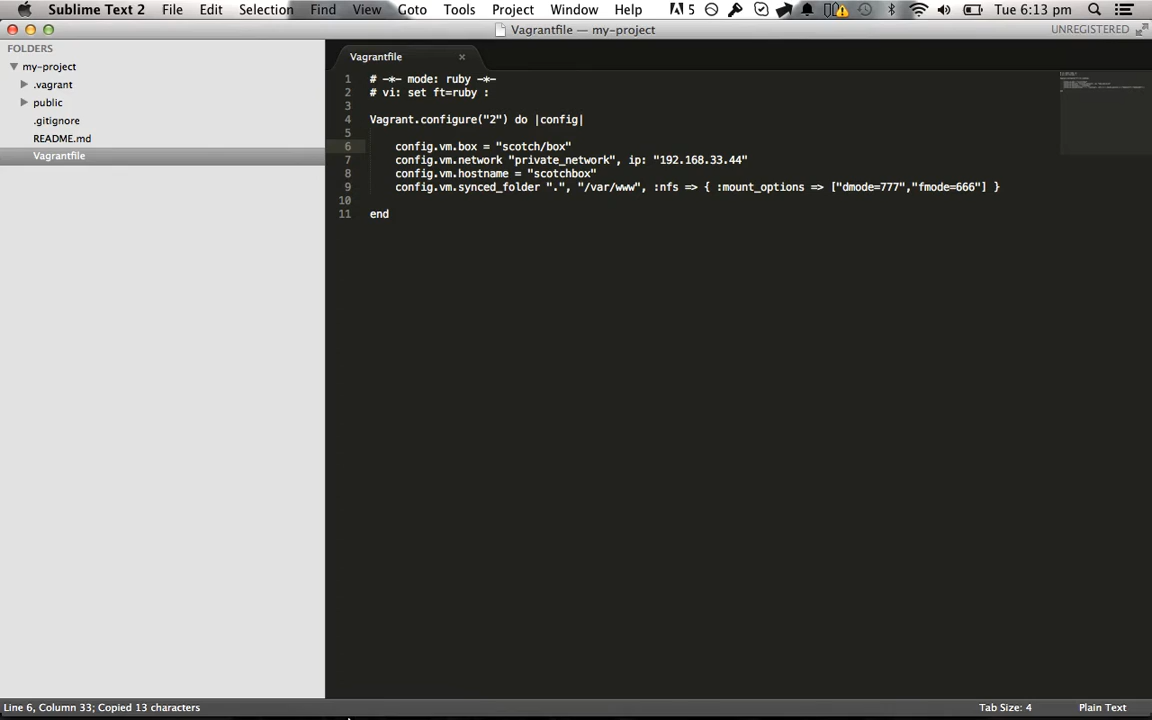 Sublime Text 2 File Edit Selection Find View Goto Tools Project Window Help 5 Tue 6:13 pm
Vagrantfile — my-project UNREGISTERED
FOLDERS
my-project
.vagrant
public
.gitignore
README.md
Vagrantfile
Vagrantfile
1 # -*- mode: ruby -*-
2 # vi: set ft=ruby :
3
4 Vagrant.configure("2") do |config|
5
6 config.vm.box = "scotch/box"
7 config.vm.network "private_network", ip: "192.168.33.44"
8 config.vm.hostname = "scotchbox"
9 config.vm.synced_folder ".", "/var/www", :nfs => { :mount_options => ["dmode=777","fmode=666"] }
10
11 end
Line 6, Column 33; Copied 13 characters Tab Size: 4 Plain Text